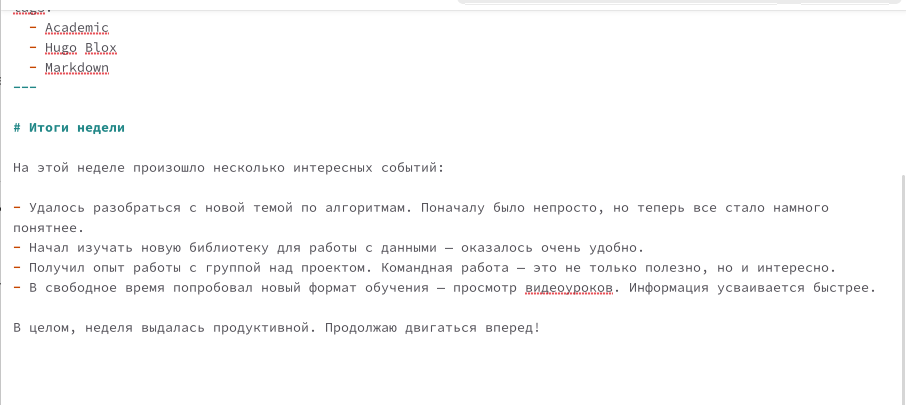 - Academic
- Hugo Blox
- Markdown
---
# Итоги недели
На этой неделе произошло несколько интересных событий:
- Удалось разобраться с новой темой по алгоритмам. Поначалу было непросто, но теперь все стало намного
понятнее.
- Начал изучать новую библиотеку для работы с данными — оказалось очень удобно.
- Получил опыт работы с группой над проектом. Командная работа — это не только полезно, но и интересно.
- В свободное время попробовал новый формат обучения — просмотр видеоуроков. Информация усваивается быстрее.
В целом, неделя выдалась продуктивной. Продолжаю двигаться вперед!